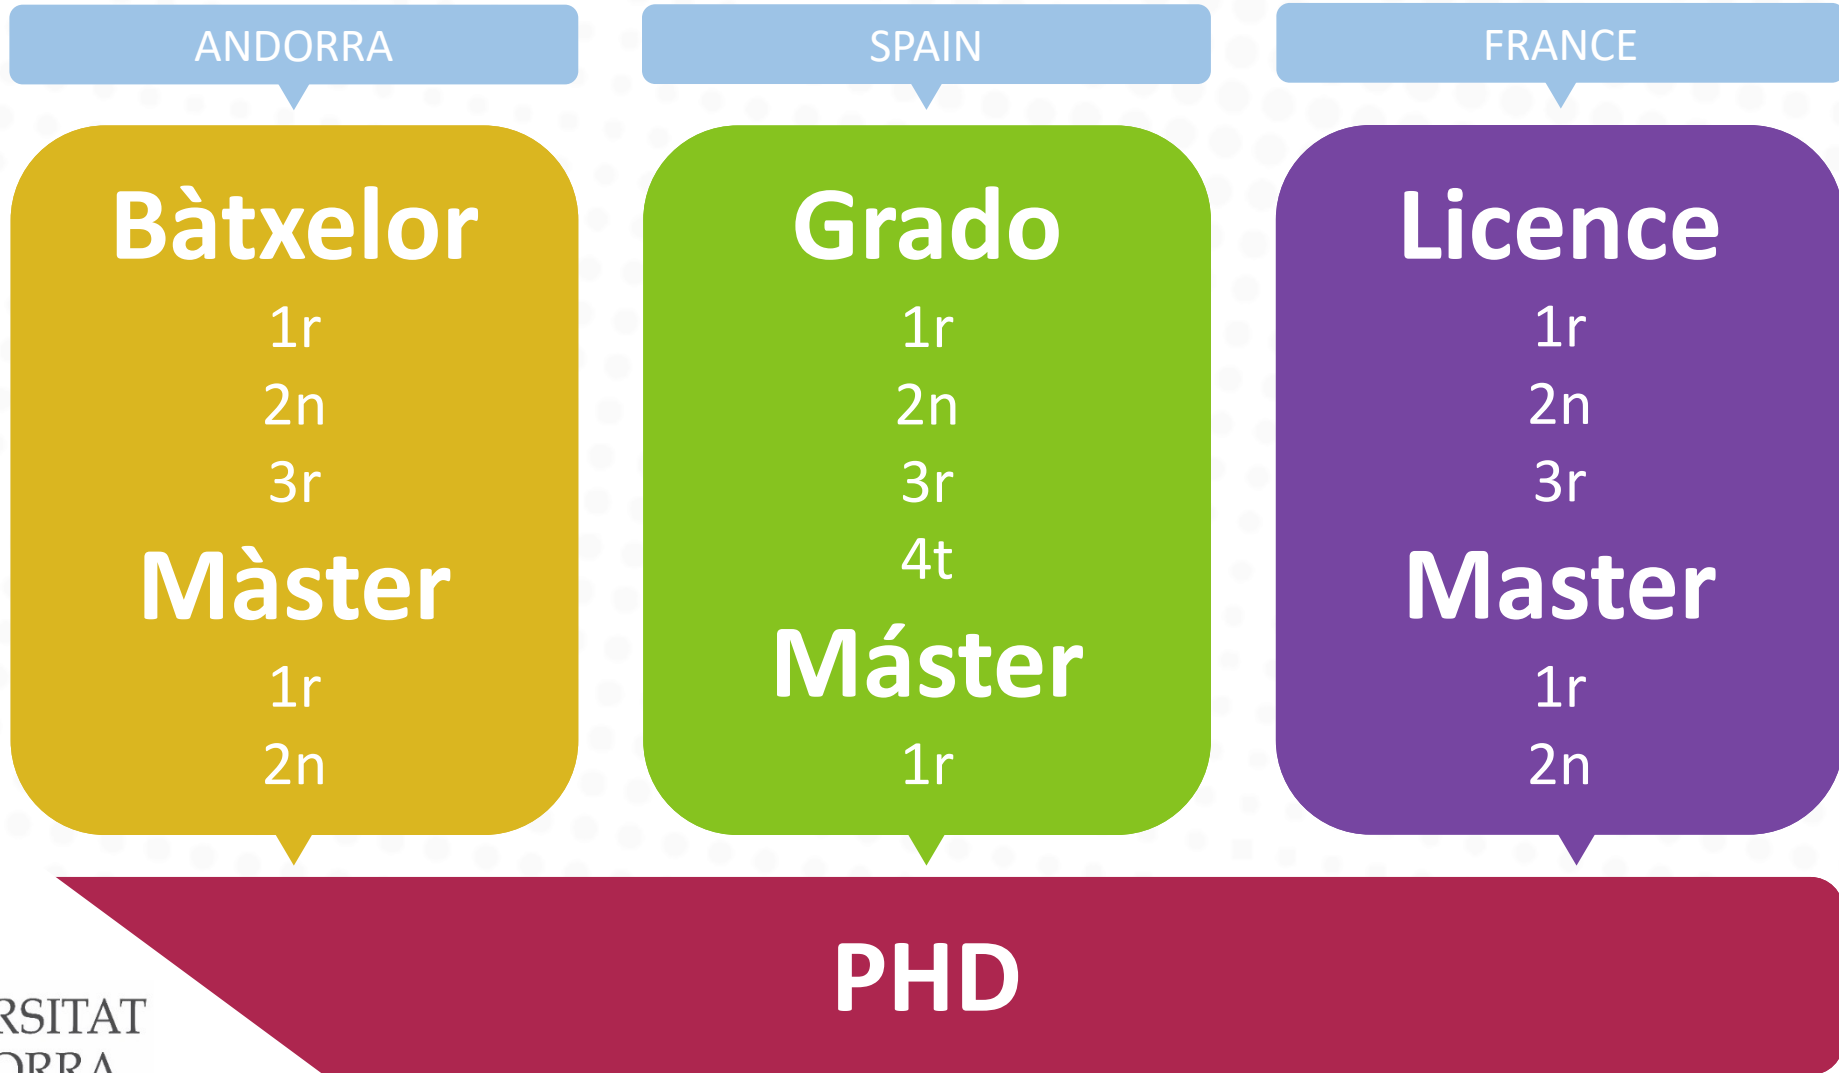 ANDORRA
Bàtxelor
1r
2n
3r
Màster
1r
2n
SPAIN
Grado
1r
2n
3r
4t
Máster
1r
FRANCE
Licence
1r
2n
3r
Master
1r
2n
PHD
RSITAT